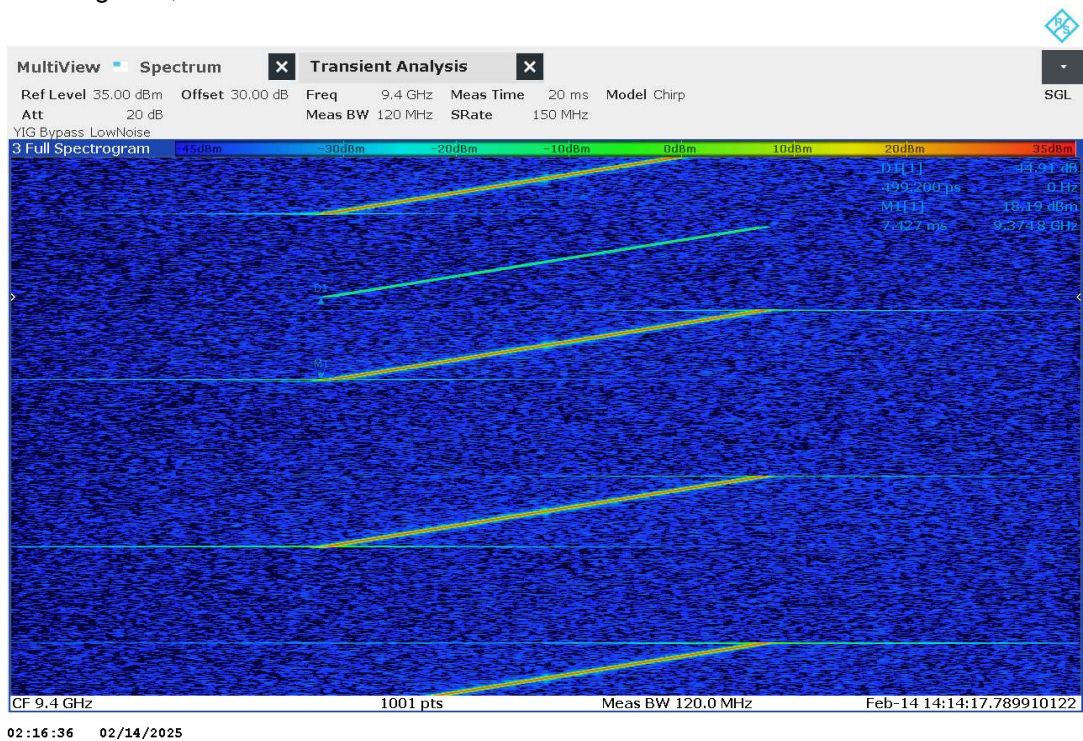 R&S
MultiView Spectrum X Transient Analysis X
Ref Level 35.00 dBm Offset 30.00 dB Freq 9.4 GHz Meas Time 20 ms Model Chirp SGL
Att 20 dB Meas BW 120 MHz SRate 150 MHz
YIG Bypass LowNoise
3 Full Spectrogram -45dBm -30dBm -20dBm -10dBm 0dBm 10dBm 20dBm 35dBm
D1[1] 44.91 dB
499.200 µs 0 Hz
M1[1] 18.19 dBm
7.427 ms 9.3748 GHz
D1
M1
CF 9.4 GHz 1001 pts Meas BW 120.0 MHz Feb-14 14:14:17.789910122
02:16:36 02/14/2025